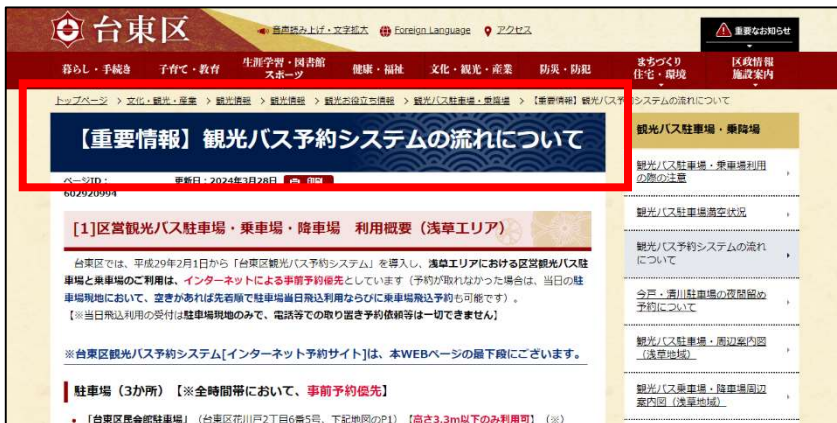 台東区
音声読み上げ・文字拡大 Foreign Language アクセス
重要なお知らせ
暮らし・手続き 子育て・教育 生涯学習・図書館 スポーツ 健康・福祉 文化・観光・産業 防災・防犯 まちづくり 住宅・環境 区政情報 施設案内
トップページ > 文化・観光・産業 > 観光情報 > 観光情報 > 観光お役立ち情報 > 観光バス駐車場・乗降場 > 【重要情報】観光バス予約システムの流れについて
【重要情報】観光バス予約システムの流れについて
ページID：
602920994
更新日：2024年3月28日 印刷
[1]区営観光バス駐車場・乗車場・降車場 利用概要（浅草エリア）
台東区では、平成29年2月1日から「台東区観光バス予約システム」を導入し、浅草エリアにおける区営観光バス駐
車場と乗車場のご利用は、インターネットによる事前予約優先としています（予約が取れなかった場合は、当日の駐
車場現地において、空きがあれば先着順で駐車場当日飛込利用ならびに乗車場飛込予約も可能です）。
【※当日飛込利用の受付は駐車場現地のみで、電話等での取り置き予約依頼等は一切できません】
※台東区観光バス予約システム[インターネット予約サイト]は、本WEBページの最下段にございます。
駐車場（3か所）【※全時間帯において、事前予約優先】
・「台東区民会館駐車場」（台東区花川戸2丁目6番5号、下記地図のP1）【高さ3.3m以下のみ利用可】（※）
観光バス駐車場・乗降場
観光バス駐車場・乗車場利用
の際の注意
観光バス駐車場満空状況
観光バス予約システムの流れ
について
今戸・清川駐車場の夜間留め
予約について
観光バス駐車場・周辺案内図
（浅草地域）
観光バス乗車場・降車場周辺
案内図（浅草地域）